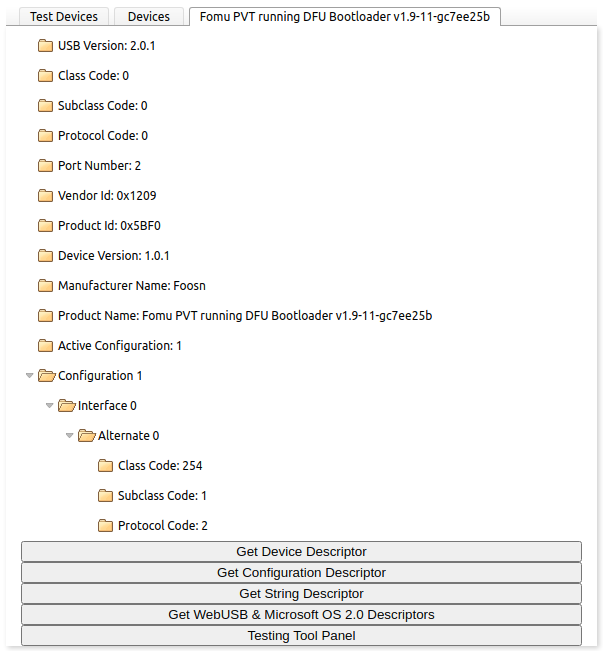 Test Devices
Devices
Fomu PVT running DFU Bootloader v1.9-11-gc7ee25b
USB Version: 2.0.1
Class Code: 0
Subclass Code: 0
Protocol Code: 0
Port Number: 2
Vendor Id: 0x1209
Product Id: 0x5BF0
Device Version: 1.0.1
Manufacturer Name: Foosn
Product Name: Fomu PVT running DFU Bootloader v1.9-11-gc7ee25b
Active Configuration: 1
Configuration 1
Interface 0
Alternate 0
Class Code: 254
Subclass Code: 1
Protocol Code: 2
Get Device Descriptor
Get Configuration Descriptor
Get String Descriptor
Get WebUSB & Microsoft OS 2.0 Descriptors
Testing Tool Panel